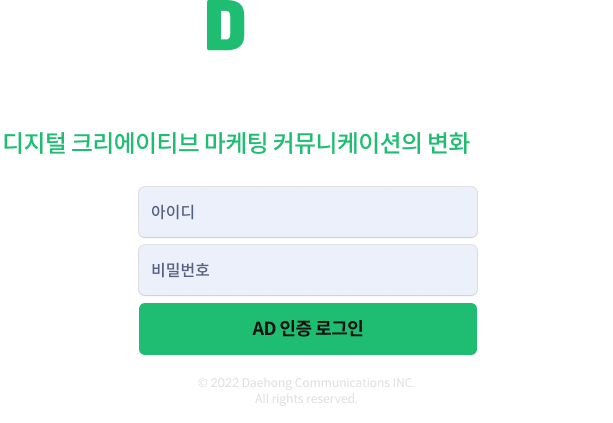 D
디지털 크리에이티브 마케팅 커뮤니케이션의 변화
아이디
비밀번호
AD 인증 로그인
© 2022 Daehong Communications INC.
All rights reserved.